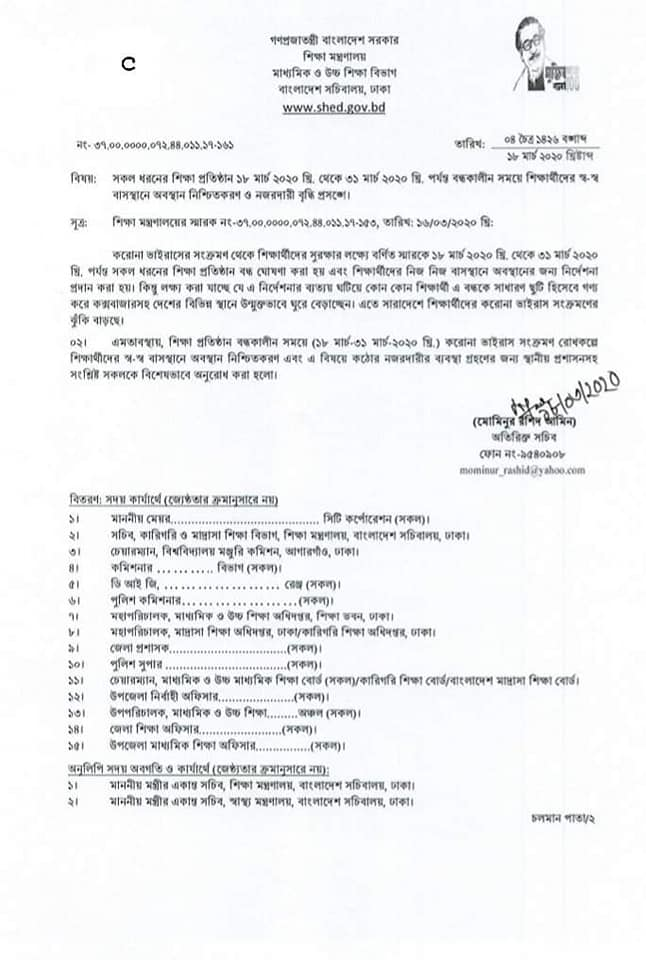 C
গণপ্রজাতন্ত্রী বাংলাদেশ সরকার
শিক্ষা মন্ত্রণালয়
মাধ্যমিক ও উচ্চ শিক্ষা বিভাগ
বাংলাদেশ সচিবালয়, ঢাকা
www.shed.gov.bd
নং- ৩৭.০০.০০০০.০৭২.৪৪.০১১.১৭-১৬১
তারিখ: ০৪ চৈত্র ১৪২৬ বঙ্গাব্দ
১৮ মার্চ ২০২০ খ্রিষ্টাব্দ
বিষয়: সকল ধরনের শিক্ষা প্রতিষ্ঠান ১৮ মার্চ ২০২০ খ্রি. থেকে ৩১ মার্চ ২০২০ খ্রি. পর্যন্ত বন্ধকালীন সময়ে শিক্ষার্থীদের স্ব-স্ব
বাসস্থানে অবস্থান নিশ্চিতকরণ ও নজরদারী বৃদ্ধি প্রসঙ্গে।
সূত্র: শিক্ষা মন্ত্রণালয়ের স্মারক নং-৩৭.০০.০০০০.০৭২.৪৪.০১১.১৭-১৫৩, তারিখ: ১৬/০৩/২০২০ খ্রি:
করোনা ভাইরাসের সংক্রমণ থেকে শিক্ষার্থীদের সুরক্ষার লক্ষ্যে বর্ণিত স্মারকে ১৮ মার্চ ২০২০ খ্রি. থেকে ৩১ মার্চ ২০২০
খ্রি. পর্যন্ত সকল ধরনের শিক্ষা প্রতিষ্ঠান বন্ধ ঘোষণা করা হয় এবং শিক্ষার্থীদের নিজ নিজ বাসস্থানে অবস্থানের জন্য নির্দেশনা
প্রদান করা হয়। কিন্তু লক্ষ্য করা যাচ্ছে যে এ নির্দেশনার ব্যত্যয় ঘটিয়ে কোন কোন শিক্ষার্থী এ বন্ধকে সাধারণ ছুটি হিসেবে গণ্য
করে কক্সবাজারসহ দেশের বিভিন্ন স্থানে উন্মুক্তভাবে ঘুরে বেড়াচ্ছেন। এতে সারাদেশে শিক্ষার্থীদের করোনা ভাইরাস সংক্রমণের
ঝুঁকি বাড়ছে।
০২। এমতাবস্থায়, শিক্ষা প্রতিষ্ঠান বন্ধকালীন সময়ে (১৮ মার্চ-৩১ মার্চ-২০২০ খ্রি.) করোনা ভাইরাস সংক্রমণ রোধকল্পে
শিক্ষার্থীদের স্ব-স্ব বাসস্থানে অবস্থান নিশ্চিতকরণ এবং এ বিষয়ে কঠোর নজরদারীর ব্যবস্থা গ্রহণের জন্য স্থানীয় প্রশাসনসহ
সংশ্লিষ্ট সকলকে বিশেষভাবে অনুরোধ করা হলো।
১৮/০৩/২০২০
(মোমিনুর রশিদ আমিন)
অতিরিক্ত সচিব
ফোন নং-৯৫৪০৯০৮
mominur_rashid@yahoo.com
বিতরণ: সদয় কার্যার্থে (জ্যেষ্ঠতার ক্রমানুসারে নয়)
১। মাননীয় মেয়র............................................ সিটি কর্পোরেশন (সকল)।
২। সচিব, কারিগরি ও মাদ্রাসা শিক্ষা বিভাগ, শিক্ষা মন্ত্রণালয়, বাংলাদেশ সচিবালয়, ঢাকা।
৩। চেয়ারম্যান, বিশ্ববিদ্যালয় মঞ্জুরি কমিশন, আগারগাঁও, ঢাকা।
৪। কমিশনার ........... বিভাগ (সকল)।
৫। ডি আই জি, ........................ রেঞ্জ (সকল)।
৬। পুলিশ কমিশনার........................(সকল)।
৭। মহাপরিচালক, মাধ্যমিক ও উচ্চ শিক্ষা অধিদপ্তর, শিক্ষা ভবন, ঢাকা।
৮। মহাপরিচালক, মাদ্রাসা শিক্ষা অধিদপ্তর, ঢাকা/কারিগরি শিক্ষা অধিদপ্তর, ঢাকা।
৯। জেলা প্রশাসক..................................(সকল)।
১০। পুলিশ সুপার ....................................(সকল)।
১১। চেয়ারম্যান, মাধ্যমিক ও উচ্চ মাধ্যমিক শিক্ষা বোর্ড (সকল)/কারিগরি শিক্ষা বোর্ড/বাংলাদেশ মাদ্রাসা শিক্ষা বোর্ড।
১২। উপজেলা নির্বাহী অফিসার......................(সকল)।
১৩। উপপরিচালক, মাধ্যমিক ও উচ্চ শিক্ষা.........অঞ্চল (সকল)।
১৪। জেলা শিক্ষা অফিসার........................(সকল)।
১৫। উপজেলা মাধ্যমিক শিক্ষা অফিসার................(সকল)।
অনুলিপি সদয় অবগতি ও কার্যার্থে (জ্যেষ্ঠতার ক্রমানুসারে নয়):
১। মাননীয় মন্ত্রীর একান্ত সচিব, শিক্ষা মন্ত্রণালয়, বাংলাদেশ সচিবালয়, ঢাকা।
২। মাননীয় মন্ত্রীর একান্ত সচিব, স্বাস্থ্য মন্ত্রণালয়, বাংলাদেশ সচিবালয়, ঢাকা।
চলমান পাতা/২